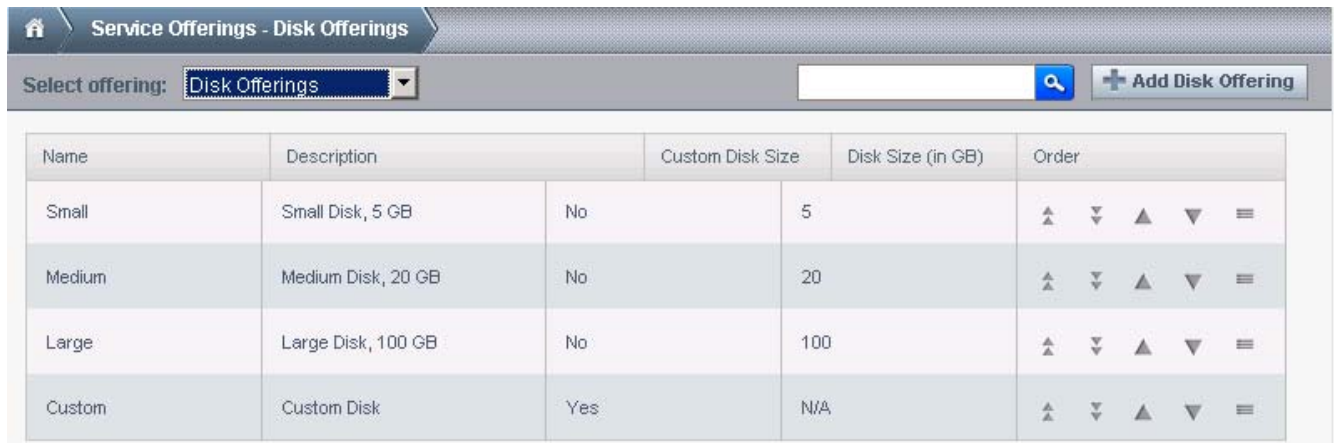 Service Offerings - Disk Offerings
Select offering: Disk Offerings Add Disk Offering
Name Description Custom Disk Size Disk Size (in GB) Order
Small Small Disk, 5 GB No 5
Medium Medium Disk, 20 GB No 20
Large Large Disk, 100 GB No 100
Custom Custom Disk Yes N/A